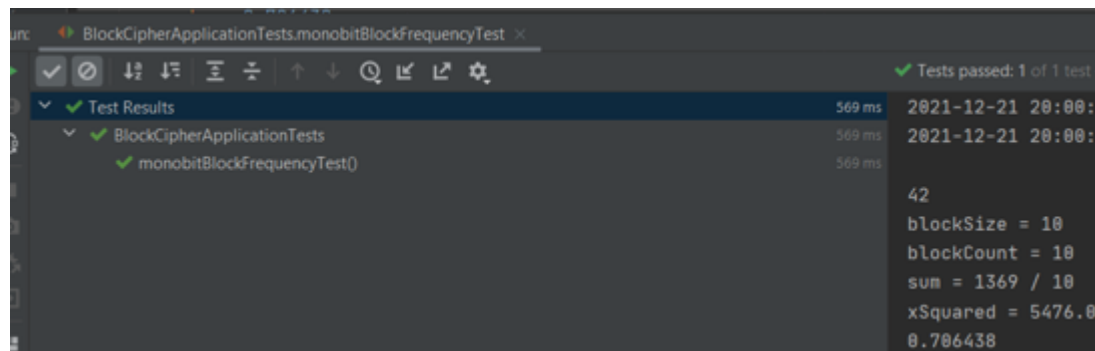 un:
BlockCipherApplicationTests.monobitBlockFrequencyTest
Tests passed: 1 of 1 test
Test Results 569 ms
BlockCipherApplicationTests 569 ms
monobitBlockFrequencyTest() 569 ms
2021-12-21 20:00:
2021-12-21 20:00:
42
blockSize = 10
blockCount = 10
sum = 1369 / 10
xSquared = 5476.0
0.706438